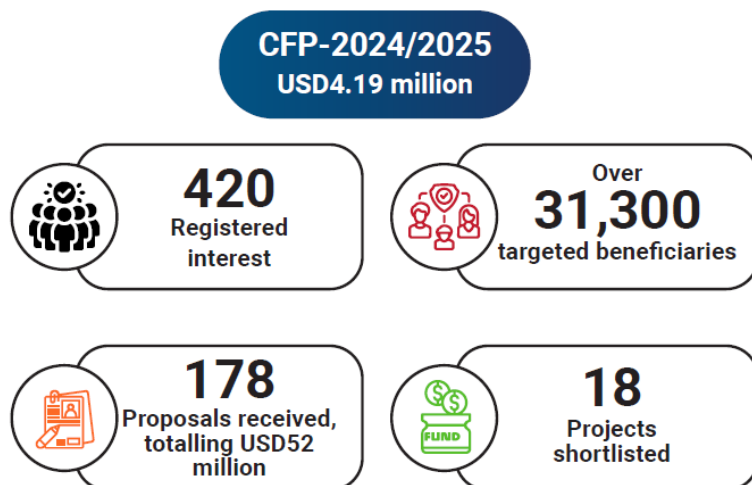 CFP-2024/2025
USD4.19 million
420
Registered
interest
Over
31,300
targeted beneficiaries
178
Proposals received,
totalling USD52
million
FUND
18
Projects
shortlisted